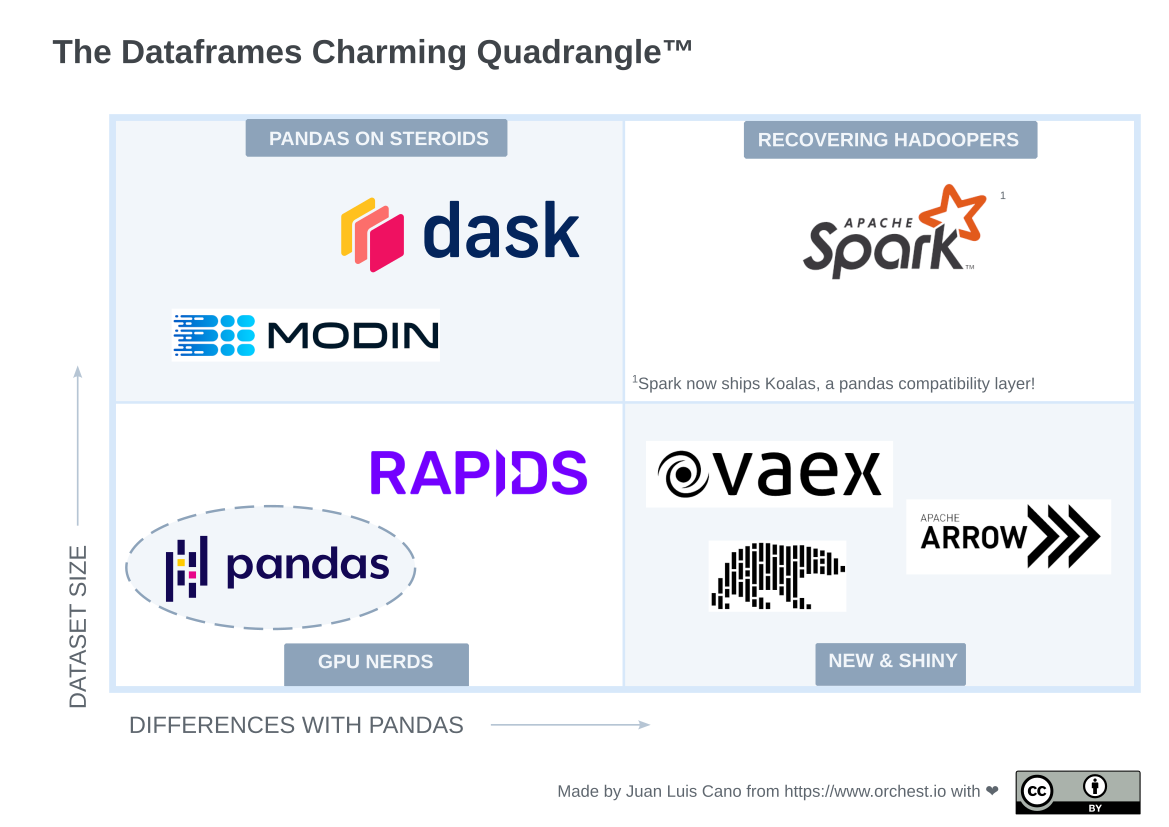 The Dataframes Charming Quadrangle™
PANDAS ON STEROIDS
RECOVERING HADOOPERS
dask
APACHE
Spark™
1
MODIN
¹Spark now ships Koalas, a pandas compatibility layer!
RAPIDS
vaex
APACHE
ARROW
pandas
GPU NERDS
NEW & SHINY
DATASET SIZE
DIFFERENCES WITH PANDAS
Made by Juan Luis Cano from https://www.orchest.io with ❤
cc
BY